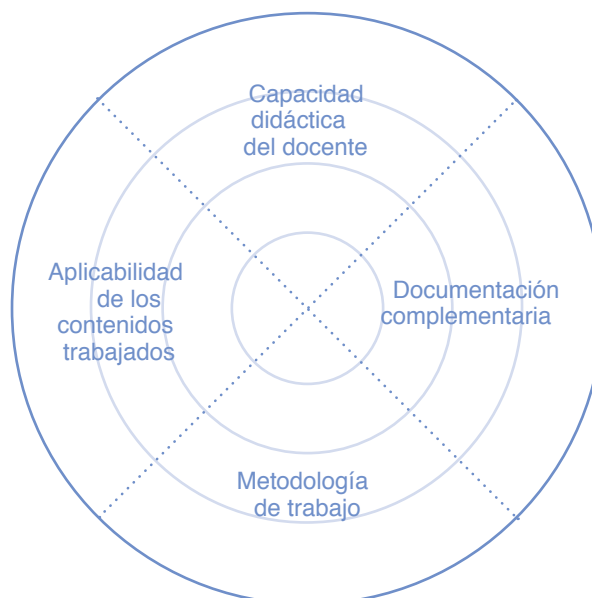 Capacidad
didáctica
del docente
Aplicabilidad
de los
contenidos
trabajados
Documentación
complementaria
Metodología
de trabajo